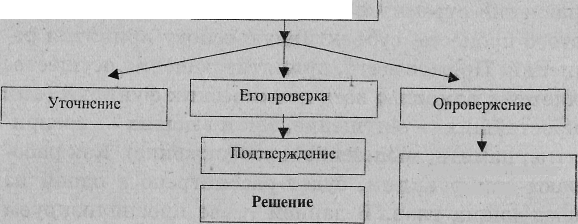 Уточнение
Его проверка
Опровержение
Подтверждение
Решение